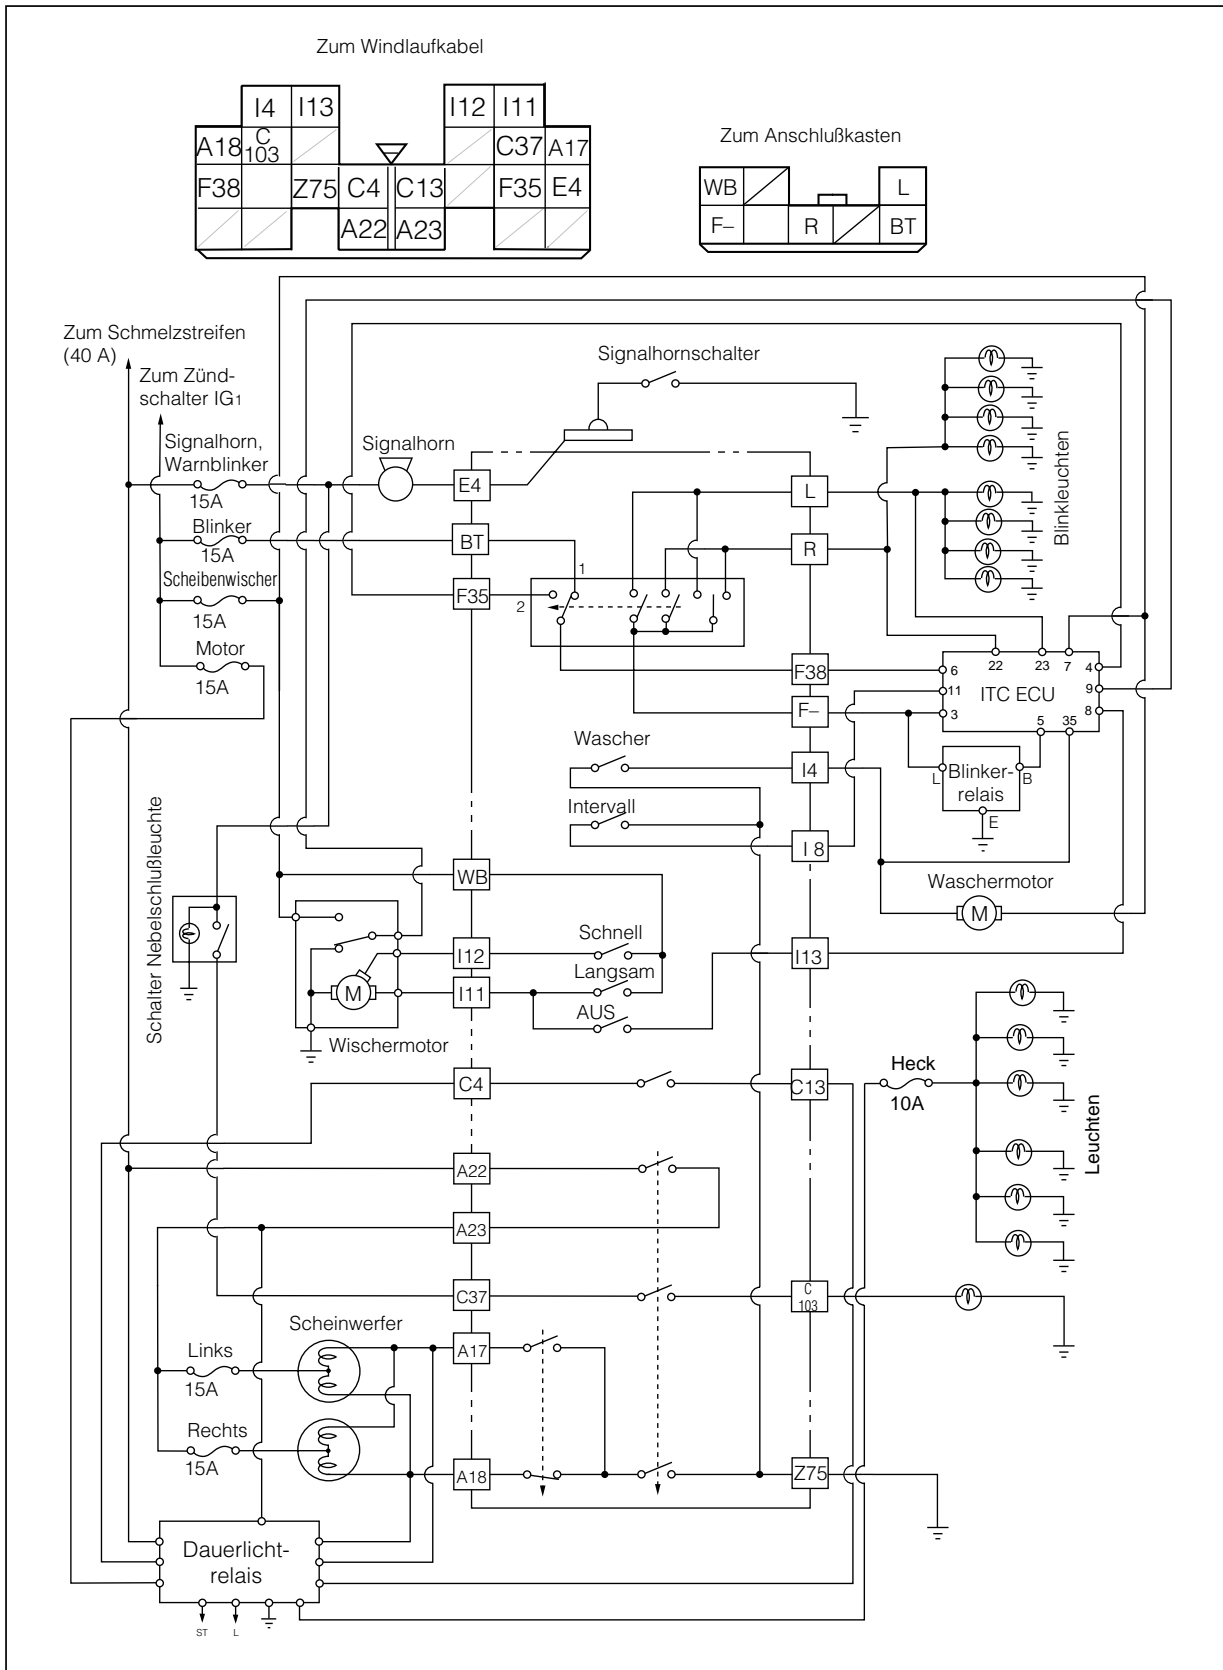 Zum Windlaufkabel
I4 I13 I12 I11
A18 C 103 C37 A17
F38 Z75 C4 C13 F35 E4
A22 A23
Zum Anschlußkasten
WB L
F– R BT
Zum Schmelzstreifen
(40 A)
Zum Zünd-
schalter IG1
Signalhorn,
Warnblinker
15A
Signalhorn
Signalhornschalter
E4
L
Blinkleuchten
Blinker
15A
BT
1
R
Scheibenwischer
15A
F35
2
Motor
15A
F38
F–
22 23 7
6 4
11 ITC ECU 9
3 8
5 35
Wascher
I4
L Blinker-
relais
B
E
Intervall
I 8
Schalter Nebelschlußleuchte
WB
Waschermotor
M
Schnell
I12
I13
Langsam
M
I11
AUS
Wischermotor
C4
C13
Heck
10A
Leuchten
A22
A23
C37
C
103
Scheinwerfer
A17
Links
15A
Rechts
15A
A18
Z75
Dauerlicht-
relais
ST L